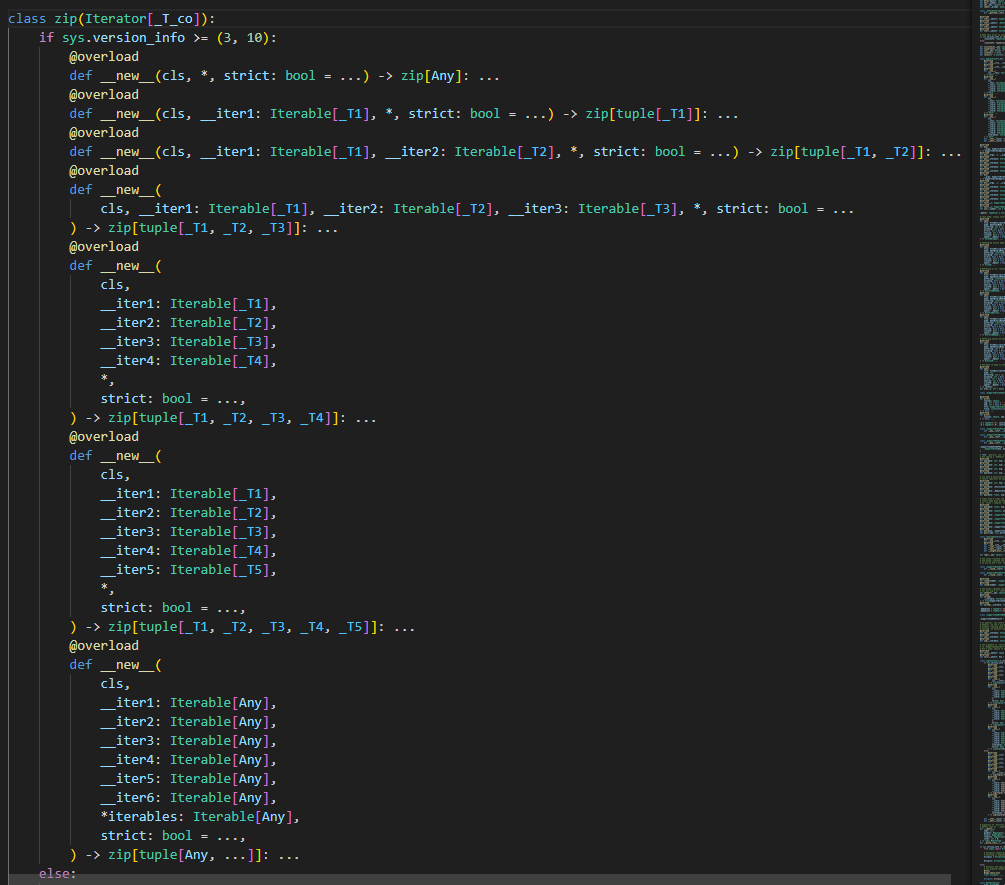 class zip(Iterator[_T_co]):
    if sys.version_info >= (3, 10):
        @overload
        def __new__(cls, *, strict: bool = ...) -> zip[Any]: ...
        @overload
        def __new__(cls, __iter1: Iterable[_T1], *, strict: bool = ...) -> zip[tuple[_T1]]: ...
        @overload
        def __new__(cls, __iter1: Iterable[_T1], __iter2: Iterable[_T2], *, strict: bool = ...) -> zip[tuple[_T1, _T2]]: ...
        @overload
        def __new__(
            cls, __iter1: Iterable[_T1], __iter2: Iterable[_T2], __iter3: Iterable[_T3], *, strict: bool = ...
        ) -> zip[tuple[_T1, _T2, _T3]]: ...
        @overload
        def __new__(
            cls,
            __iter1: Iterable[_T1],
            __iter2: Iterable[_T2],
            __iter3: Iterable[_T3],
            __iter4: Iterable[_T4],
            *,
            strict: bool = ...,
        ) -> zip[tuple[_T1, _T2, _T3, _T4]]: ...
        @overload
        def __new__(
            cls,
            __iter1: Iterable[_T1],
            __iter2: Iterable[_T2],
            __iter3: Iterable[_T3],
            __iter4: Iterable[_T4],
            __iter5: Iterable[_T5],
            *,
            strict: bool = ...,
        ) -> zip[tuple[_T1, _T2, _T3, _T4, _T5]]: ...
        @overload
        def __new__(
            cls,
            __iter1: Iterable[Any],
            __iter2: Iterable[Any],
            __iter3: Iterable[Any],
            __iter4: Iterable[Any],
            __iter5: Iterable[Any],
            __iter6: Iterable[Any],
            *iterables: Iterable[Any],
            strict: bool = ...,
        ) -> zip[tuple[Any, ...]]: ...
    else: